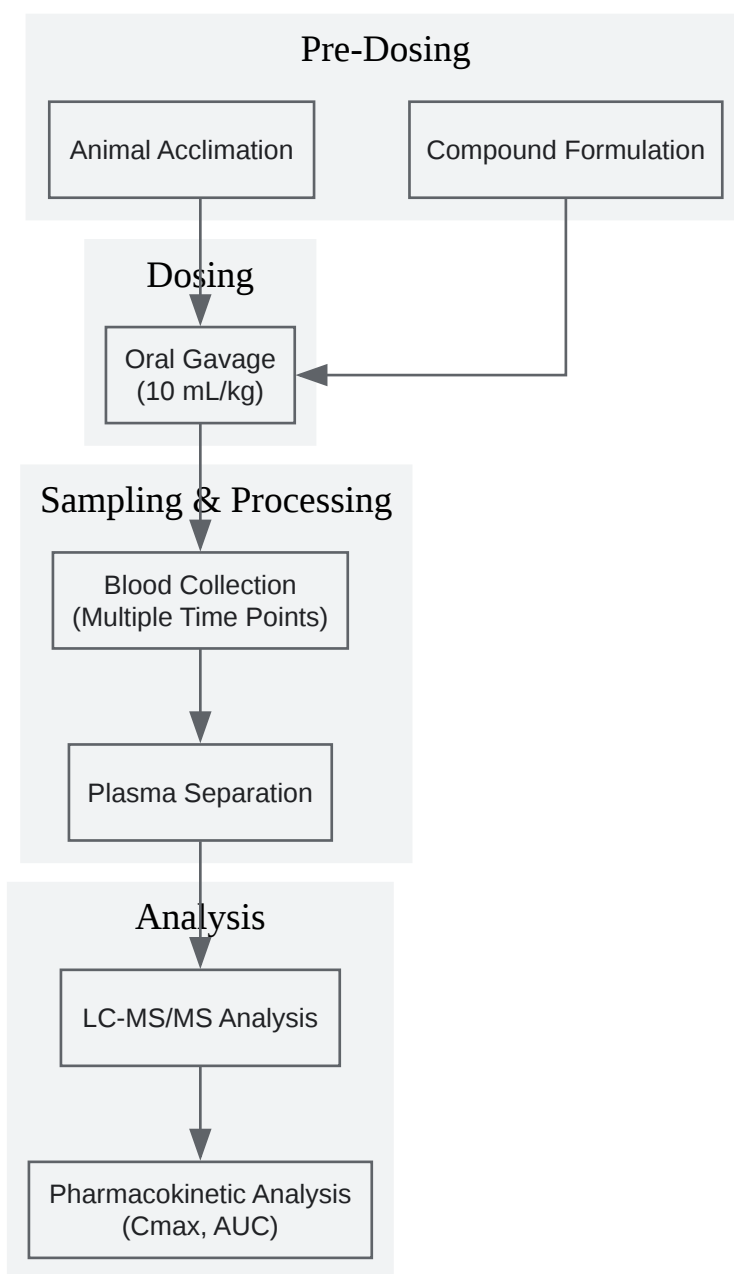 Pre-Dosing
Animal Acclimation
Compound Formulation
Dosing
Oral Gavage
(10 mL/kg)
Sampling & Processing
Blood Collection
(Multiple Time Points)
Plasma Separation
Analysis
LC-MS/MS Analysis
Pharmacokinetic Analysis
(Cmax, AUC)